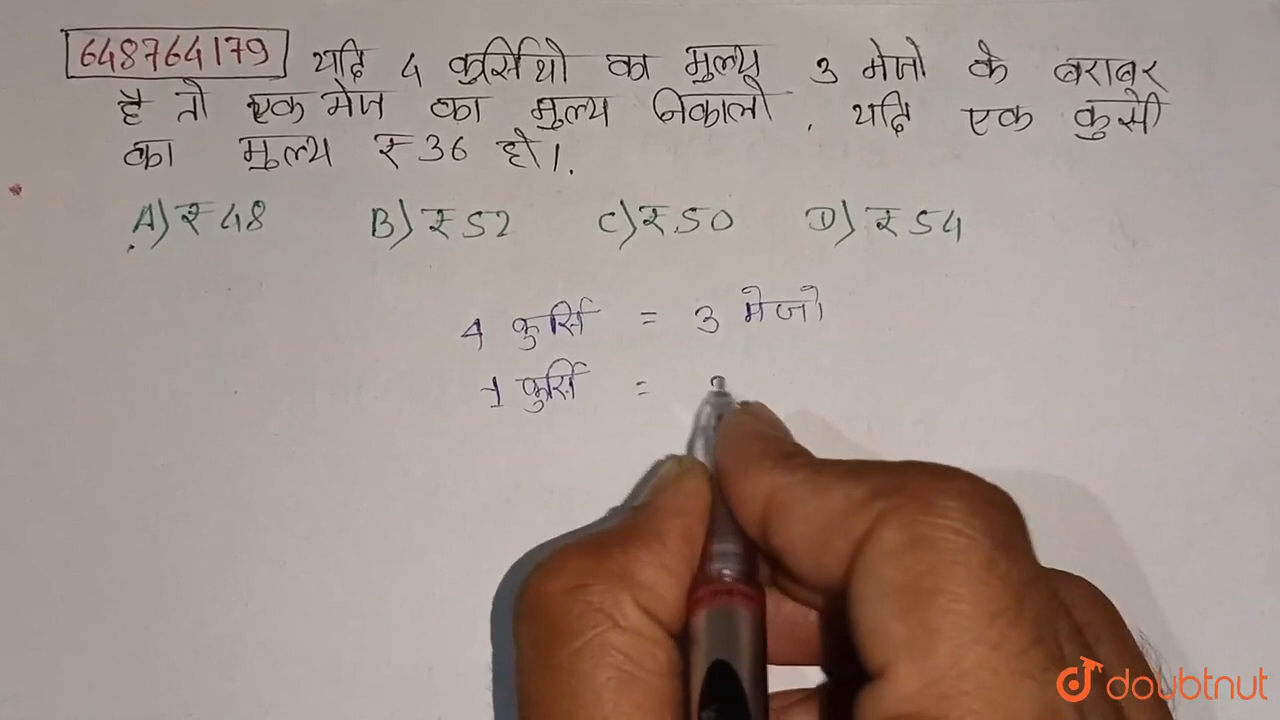 648764179 यदि 4 कुर्सियो का मुल्य 3 मेजो के बराबर
है तो एक मेज का मुल्य निकालो, यदि एक कुर्सी
का मुल्य ₹36 हो।.
A) ₹48 B) ₹52 C) ₹50 D) ₹54
4 कुर्सि = 3 मेजो
1 कुर्सि =
doubtnut